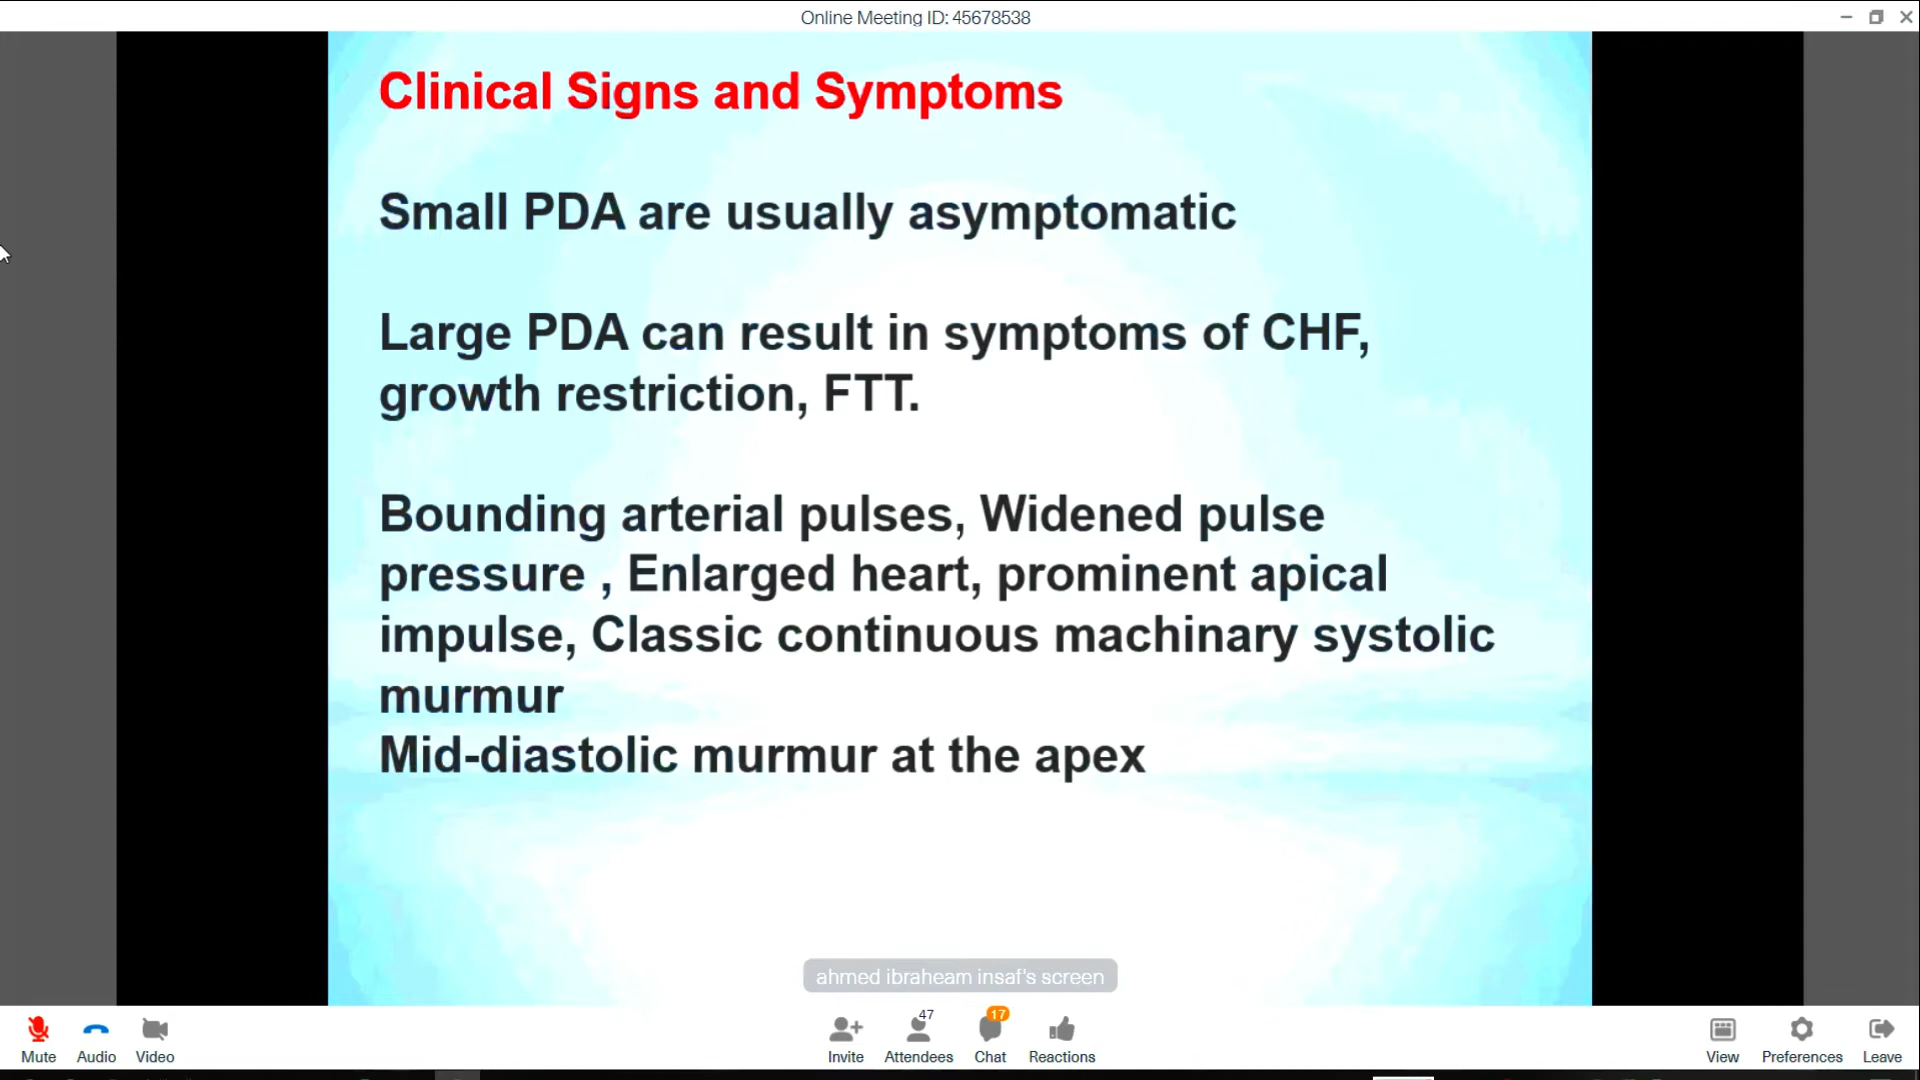 Online Meeting ID: 45678538
Clinical Signs and Symptoms
Small PDA are usually asymptomatic
Large PDA can result in symptoms of CHF,
growth restriction, FTT.
Bounding arterial pulses, Widened pulse
pressure , Enlarged heart, prominent apical
impulse, Classic continuous machinary systolic
murmur
Mid-diastolic murmur at the apex
ahmed ibraheam insaf's screen
47
17
Mute Audio Video Invite Attendees Chat Reactions View Preferences Leave